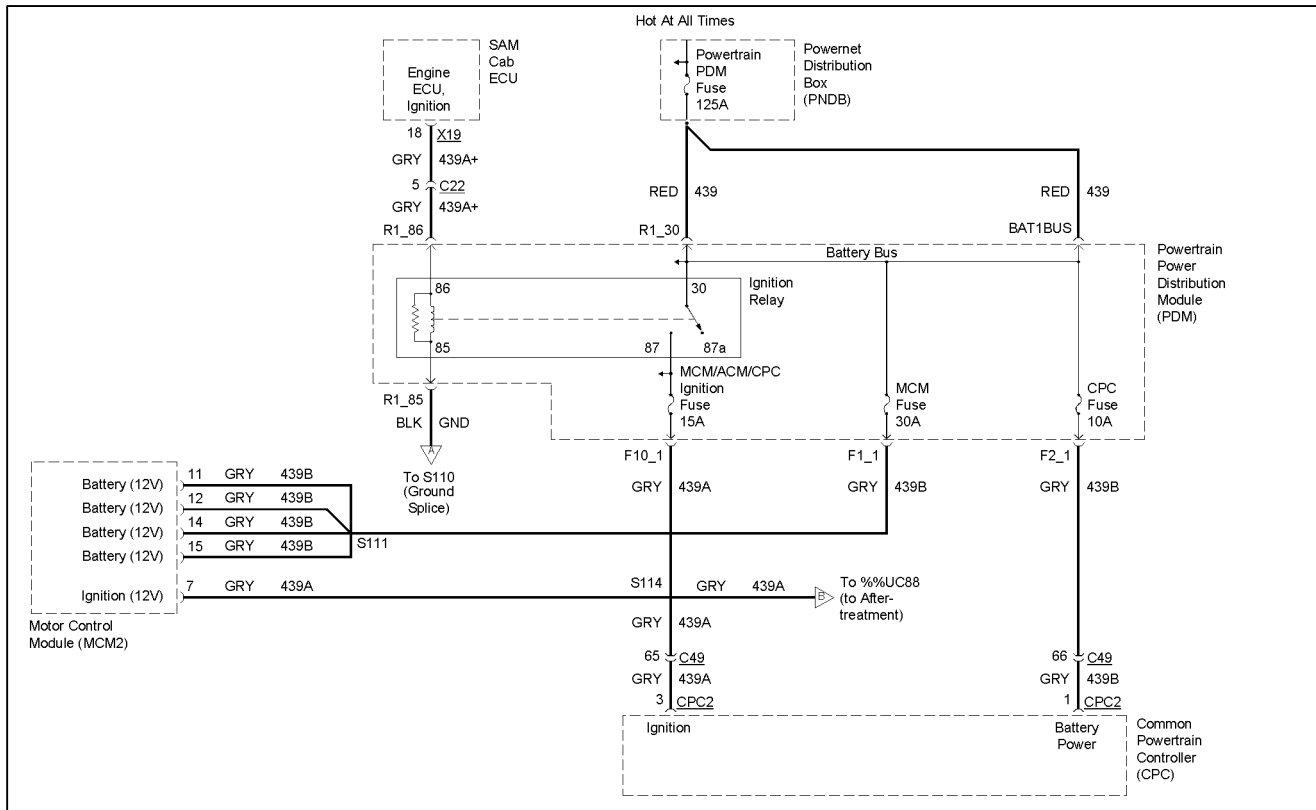 Hot At All Times
SAM
Cab
ECU
Engine
ECU,
Ignition
Powertrain
PDM
Fuse
125A
Powernet
Distribution
Box
(PNDB)
18 X19
GRY 439A+
5 C22
GRY 439A+
RED 439
RED 439
R1_86
R1_30
BAT1BUS
Battery Bus
Powertrain
Power
Distribution
Module
(PDM)
86
30
Ignition
Relay
85
87
87a
MCM/ACM/CPC
Ignition
Fuse
15A
MCM
Fuse
30A
CPC
Fuse
10A
R1_85
BLK GND
A
To S110
(Ground
Splice)
F10_1
F1_1
F2_1
GRY 439A
GRY 439B
GRY 439B
Battery (12V) 11 GRY 439B
Battery (12V) 12 GRY 439B
Battery (12V) 14 GRY 439B
Battery (12V) 15 GRY 439B
S111
Ignition (12V) 7 GRY 439A
Motor Control
Module (MCM2)
S114 GRY 439A
B
To %%UC88
(to After-
treatment)
GRY 439A
65 C49
66 C49
GRY 439A
GRY 439B
3 CPC2
1 CPC2
Ignition
Battery
Power
Common
Powertrain
Controller
(CPC)